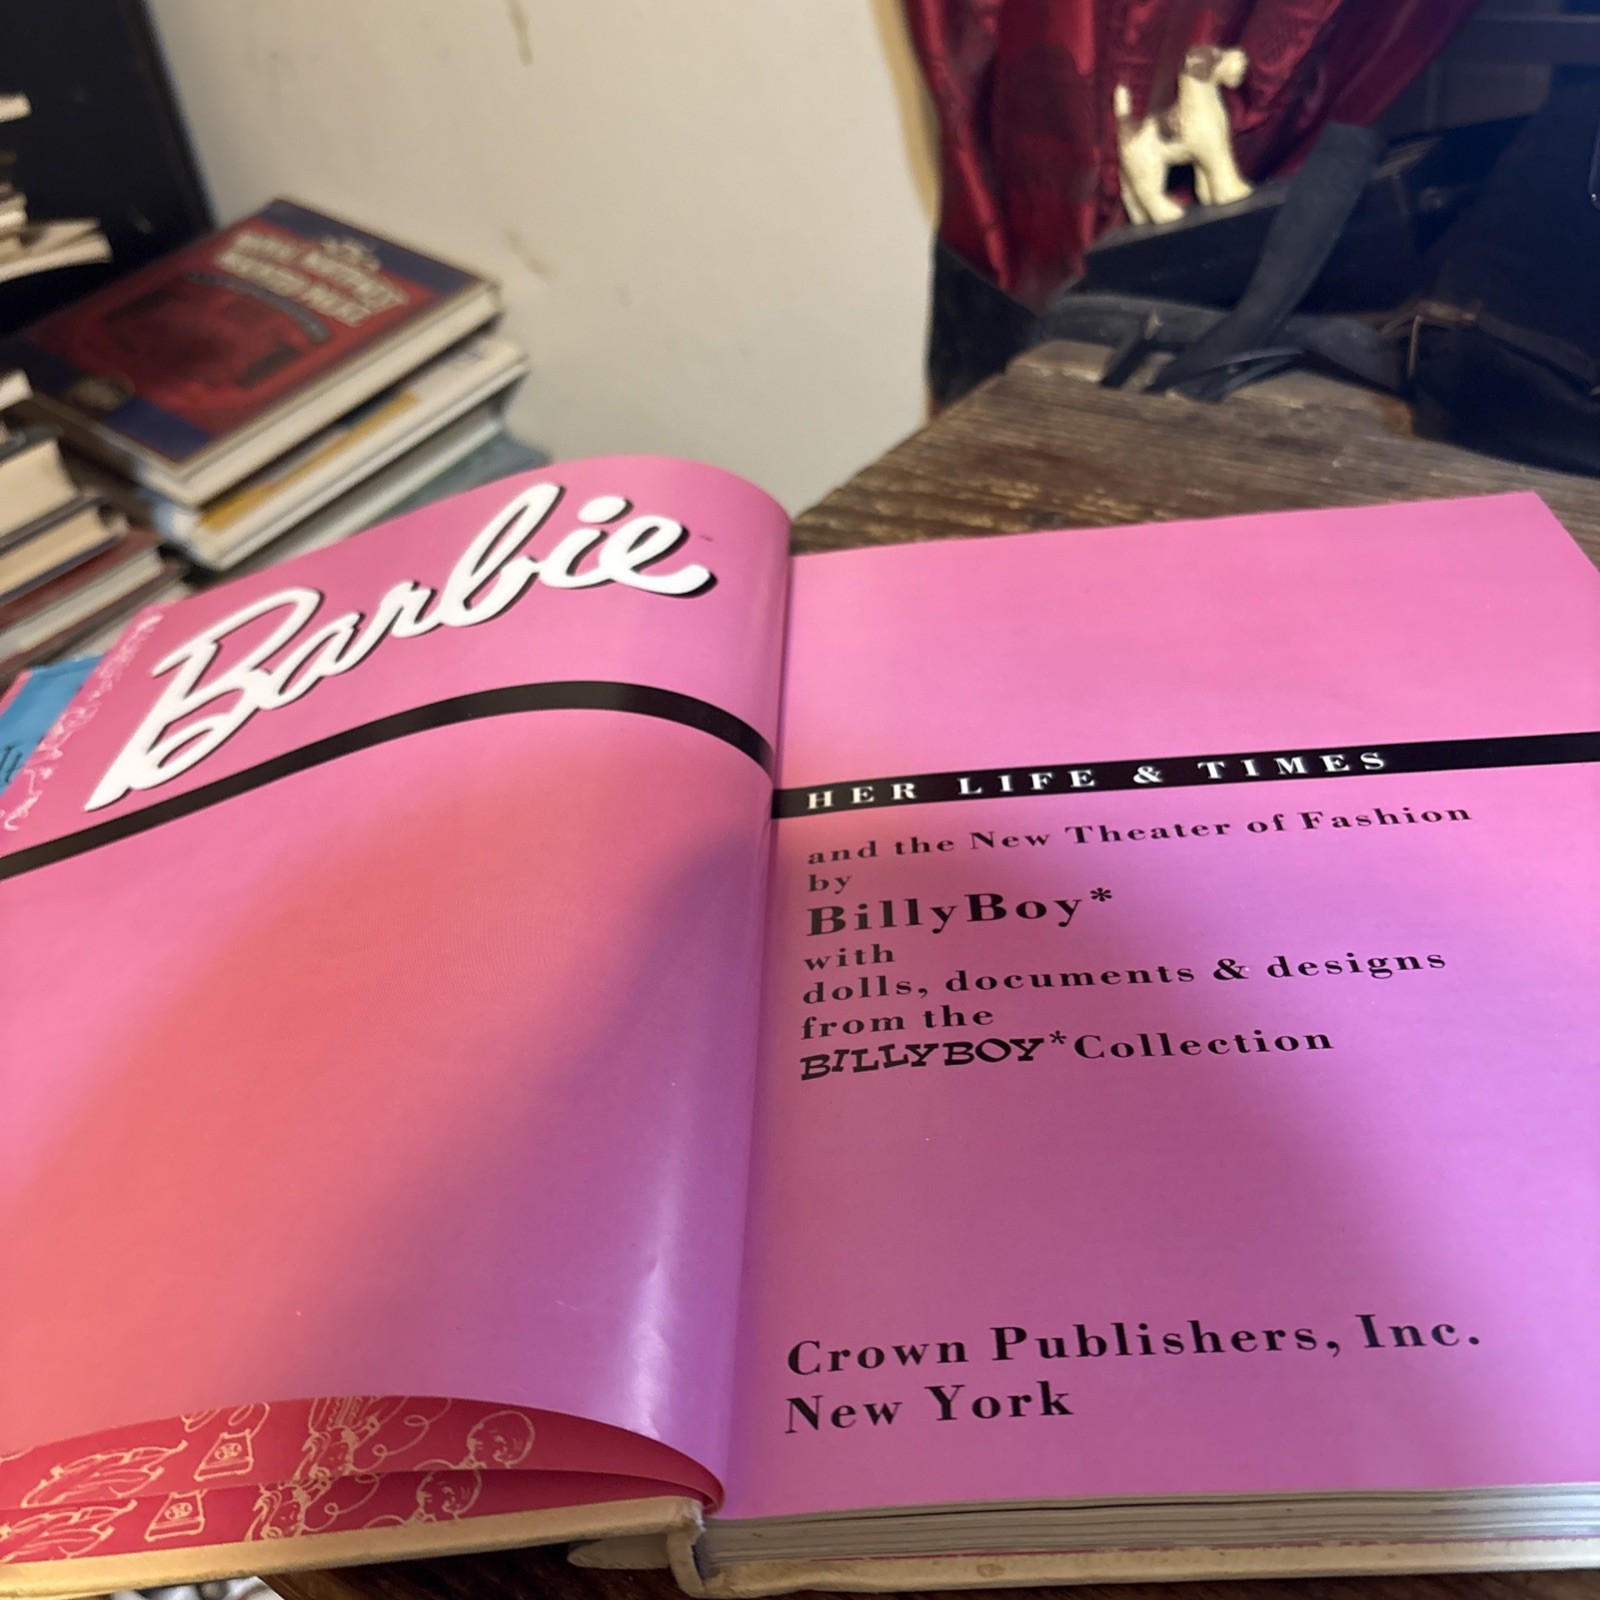 Barbie
HER LIFE & TIMES
and the New Theater of Fashion
by
BillyBoy*
with
dolls, documents & designs
from the
BILLYBOY* Collection
Crown Publishers, Inc.
New York